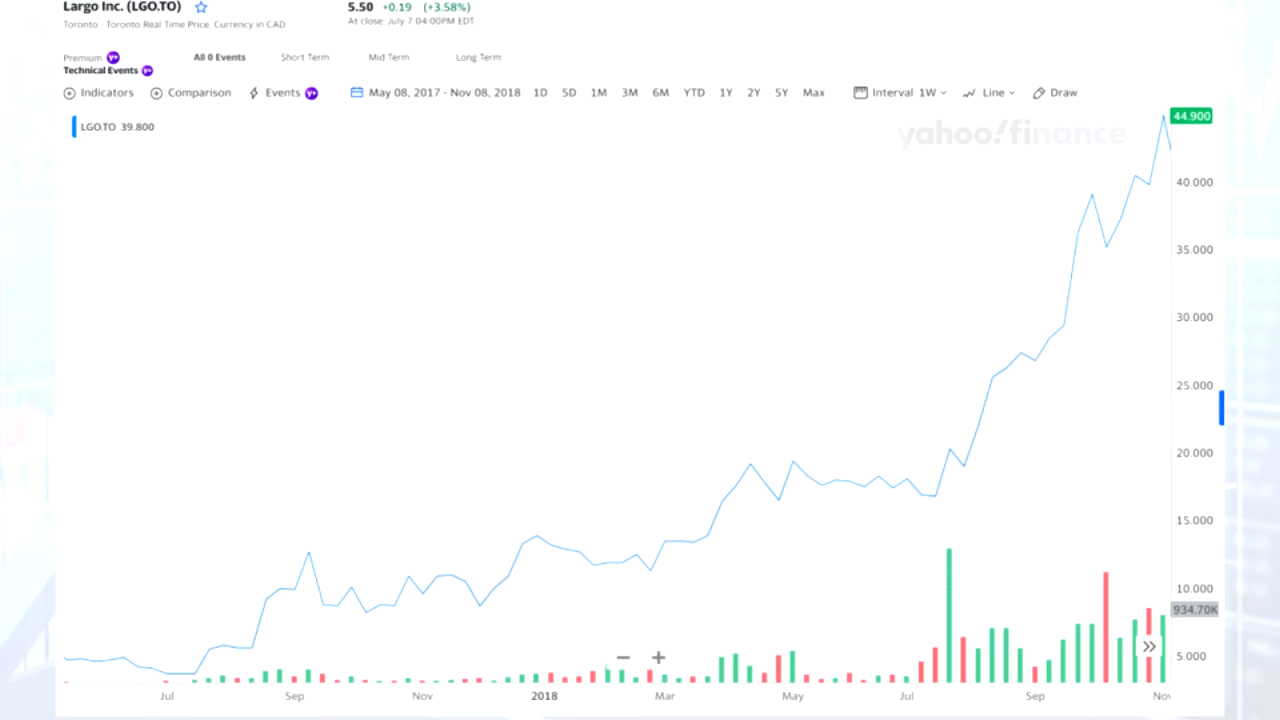 Largo Inc. (LGO.TO) 5.50 +0.19 (+3.58%)
Toronto - Toronto Real Time Price. Currency in CAD At close: July 7 04:00PM EDT
Premium Y+ All 0 Events Short Term Mid Term Long Term
Technical Events Y+
Indicators Comparison Events Y+ May 08, 2017 - Nov 08, 2018 1D 5D 1M 3M 6M YTD 1Y 2Y 5Y Max Interval 1W Line Draw
LGO.TO 39.800
yahoo!finance
44.900
40.000
35.000
30.000
25.000
20.000
15.000
10.000
934.70K
5.000
Jul Sep Nov 2018 Mar May Jul Sep Nov